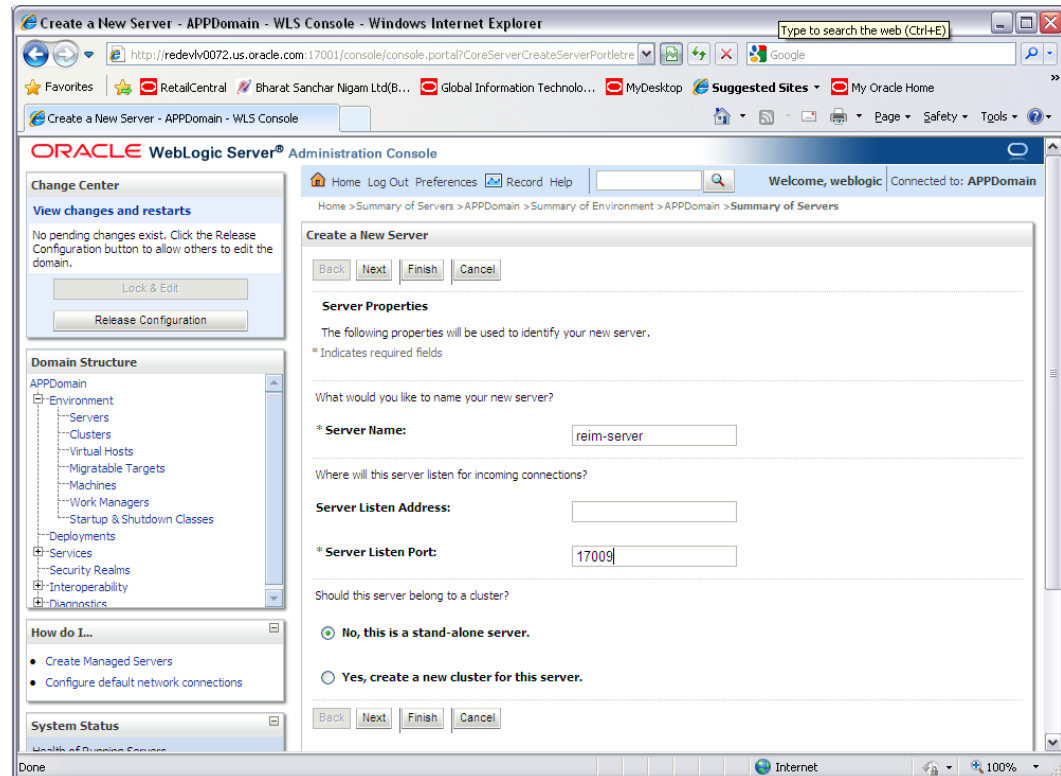 Create a New Server - APPDomain - WLS Console - Windows Internet Explorer
Type to search the web (Ctrl+E)
http://redevlv0072.us.oracle.com:17001/console/console.portal?CoreServerCreateServerPortletre
Google
Favorites
RetailCentral
Bharat Sanchar Nigam Ltd(B...
Global Information Technolo...
MyDesktop
Suggested Sites
My Oracle Home
»
Create a New Server - APPDomain - WLS Console
Page
Safety
Tools
ORACLE WebLogic Server® Administration Console
Change Center
View changes and restarts
No pending changes exist. Click the Release
Configuration button to allow others to edit the
domain.
Lock & Edit
Release Configuration
Domain Structure
APPDomain
Environment
Servers
Clusters
Virtual Hosts
Migratable Targets
Machines
Work Managers
Startup & Shutdown Classes
Deployments
Services
Security Realms
Interoperability
Diagnostics
How do I...
Create Managed Servers
Configure default network connections
System Status
Health of Running Servers
Home Log Out Preferences Record Help
Welcome, weblogic
Connected to: APPDomain
Home >Summary of Servers >APPDomain >Summary of Environment >APPDomain >Summary of Servers
Create a New Server
Back Next Finish Cancel
Server Properties
The following properties will be used to identify your new server.
* Indicates required fields
What would you like to name your new server?
* Server Name: reim-server
Where will this server listen for incoming connections?
Server Listen Address:
* Server Listen Port: 17009
Should this server belong to a cluster?
No, this is a stand-alone server.
Yes, create a new cluster for this server.
Back Next Finish Cancel
Done
Internet
100%